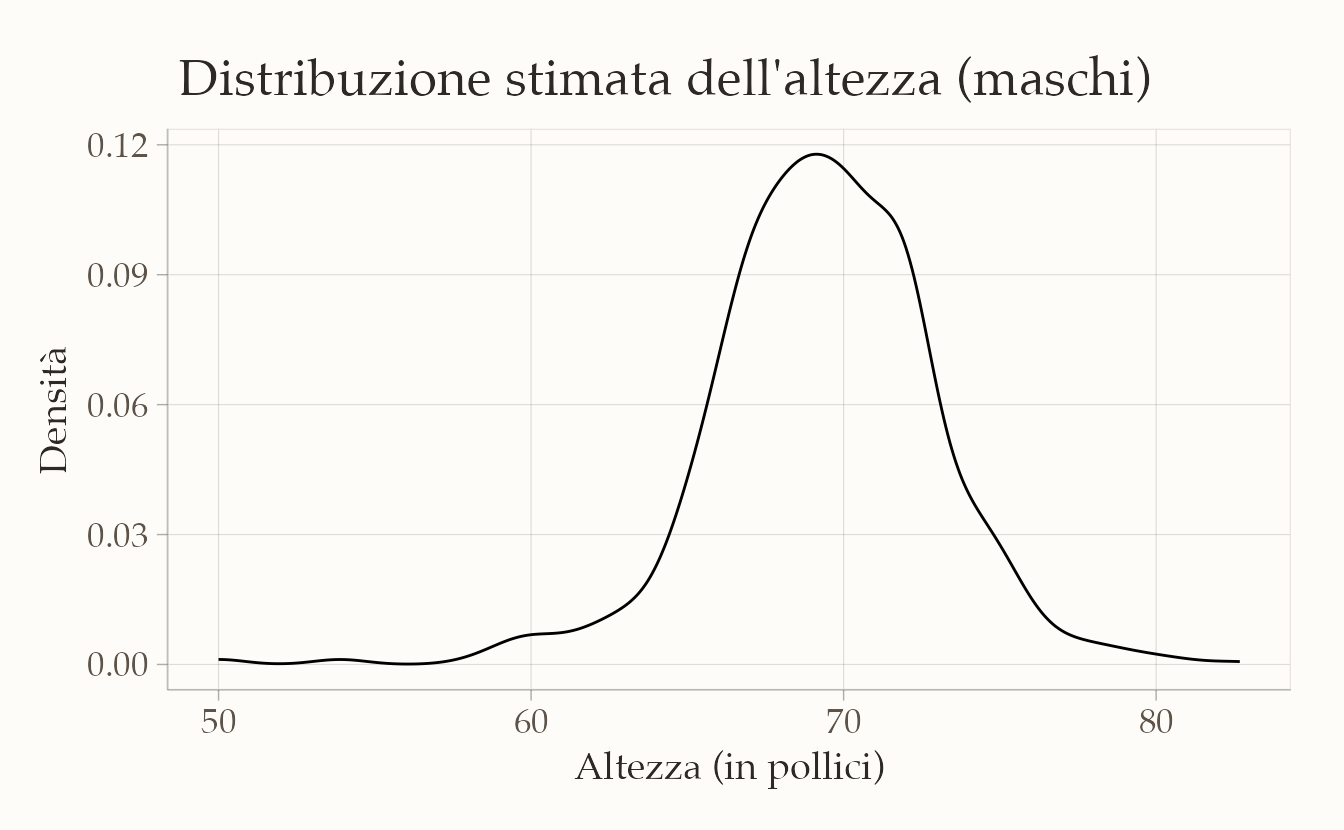 Distribuzione stimata dell'altezza (maschi)
0.12
0.09
0.06
0.03
0.00
Densità
50 60 70 80
Altezza (in pollici)